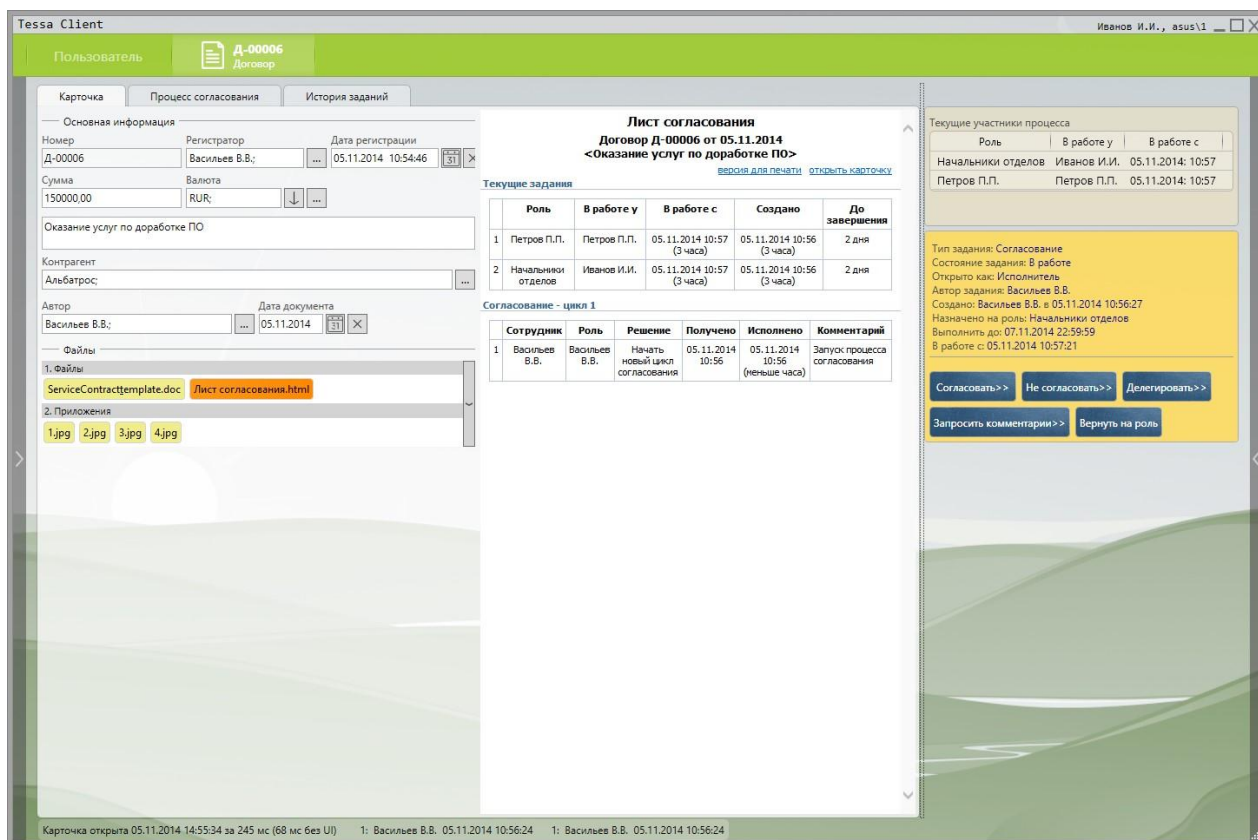 Tessa Client
Иванов И.И., asus\1
Пользователь
Д-00006
Договор
Карточка Процесс согласования История заданий
Основная информация
Номер Регистратор Дата регистрации
Д-00006 Васильев В.В.; ... 05.11.2014 10:54:46 31
Сумма Валюта
150000,00 RUR; ...
Оказание услуг по доработке ПО
Контрагент
Альбатрос; ...
Автор Дата документа
Васильев В.В.; ... 05.11.2014 31
Файлы
1. Файлы
ServiceContracttemplate.doc Лист согласования.html
2. Приложения
1.jpg 2.jpg 3.jpg 4.jpg
Лист согласования
Договор Д-00006 от 05.11.2014
<Оказание услуг по доработке ПО>
версия для печати открыть карточку
Текущие задания
Роль В работе у В работе с Создано До
завершения
1 Петров П.П. Петров П.П. 05.11.2014 10:57 05.11.2014 10:56 2 дня
(3 часа) (3 часа)
2 Начальники Иванов И.И. 05.11.2014 10:57 05.11.2014 10:56 2 дня
отделов (3 часа) (3 часа)
Согласование - цикл 1
Сотрудник Роль Решение Получено Исполнено Комментарий
1 Васильев Васильев Начать 05.11.2014 05.11.2014 Запуск процесса
В.В. В.В. новый цикл 10:56 10:56 согласования
согласования (меньше часа)
Текущие участники процесса
Роль В работе у В работе с
Начальники отделов Иванов И.И. 05.11.2014: 10:57
Петров П.П. Петров П.П. 05.11.2014: 10:57
Тип задания: Согласование
Состояние задания: В работе
Открыто как: Исполнитель
Автор задания: Васильев В.В.
Создано: Васильев В.В. в 05.11.2014 10:56:27
Назначено на роль: Начальники отделов
Выполнить до: 07.11.2014 22:59:59
В работе с: 05.11.2014 10:57:21
Согласовать>> Не согласовать>> Делегировать>>
Запросить комментарии>> Вернуть на роль
Карточка открыта 05.11.2014 14:55:34 за 245 мс (68 мс без UI) 1: Васильев В.В. 05.11.2014 10:56:24 1: Васильев В.В. 05.11.2014 10:56:24